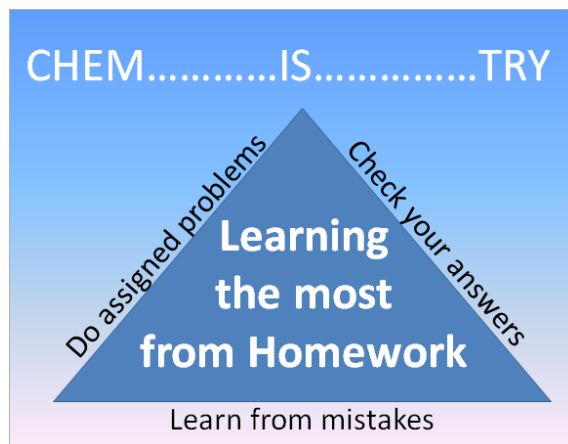 CHEM…………IS……………TRY
Do assigned problems
Check your answers
Learning
the most
from Homework
Learn from mistakes